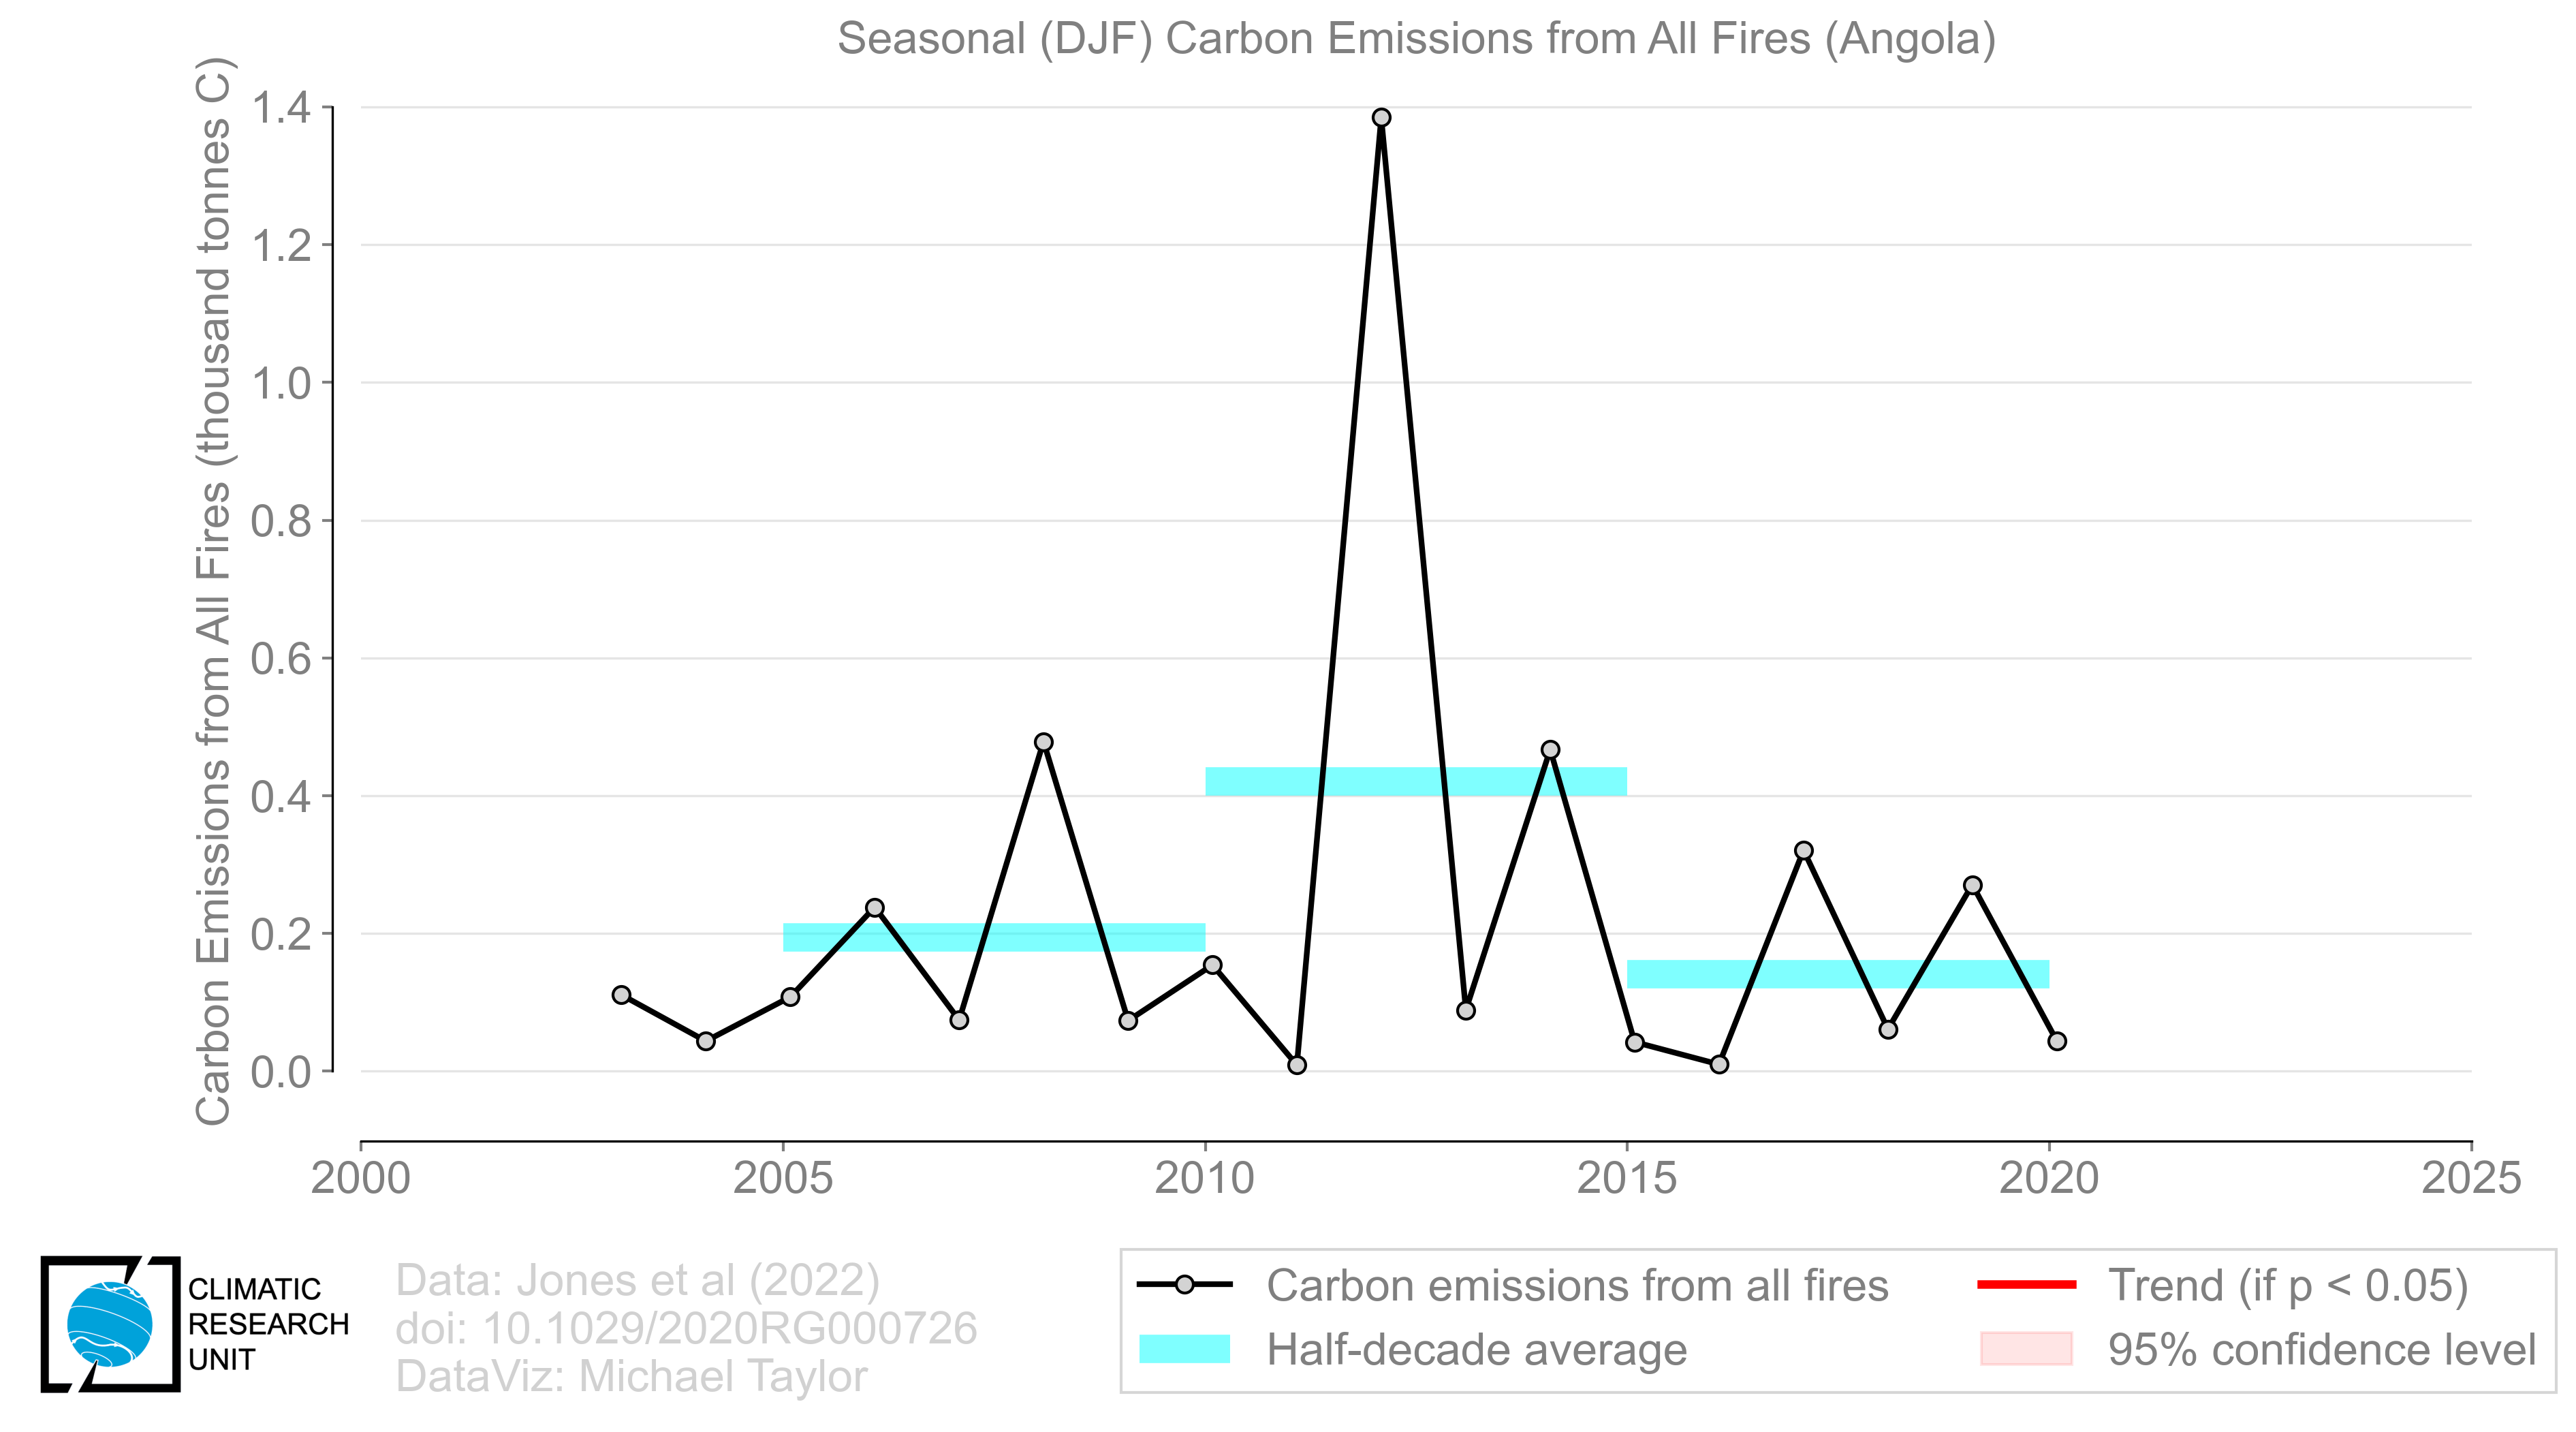 Seasonal (DJF) Carbon Emissions from All Fires (Angola)
Carbon Emissions from All Fires (thousand tonnes C)
1.4
1.2
1.0
0.8
0.6
0.4
0.2
0.0
2000 2005 2010 2015 2020 2025
CLIMATIC
RESEARCH
UNIT
Data: Jones et al (2022)
doi: 10.1029/2020RG000726
DataViz: Michael Taylor
Carbon emissions from all fires
Half-decade average
Trend (if p < 0.05)
95% confidence level